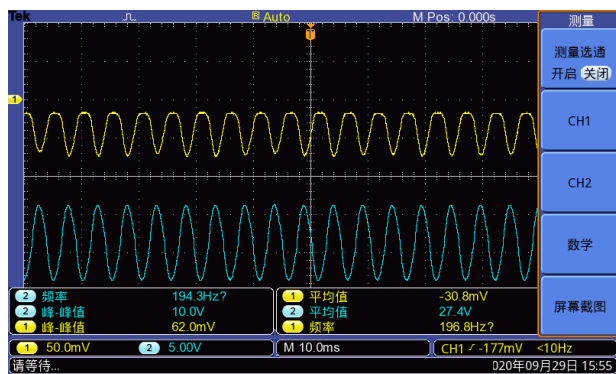 Tek Auto M Pos: 0.000s
测量
测量选通
开启 关闭
CH1
CH2
数学
屏幕截图
1
2 频率 194.3Hz?
2 峰-峰值 10.0V
1 峰-峰值 62.0mV
1 平均值 -30.8mV
2 平均值 27.4V
1 频率 196.8Hz?
1 50.0mV 2 5.00V M 10.0ms CH1 -177mV <10Hz
请等待... 020年09月29日 15:55